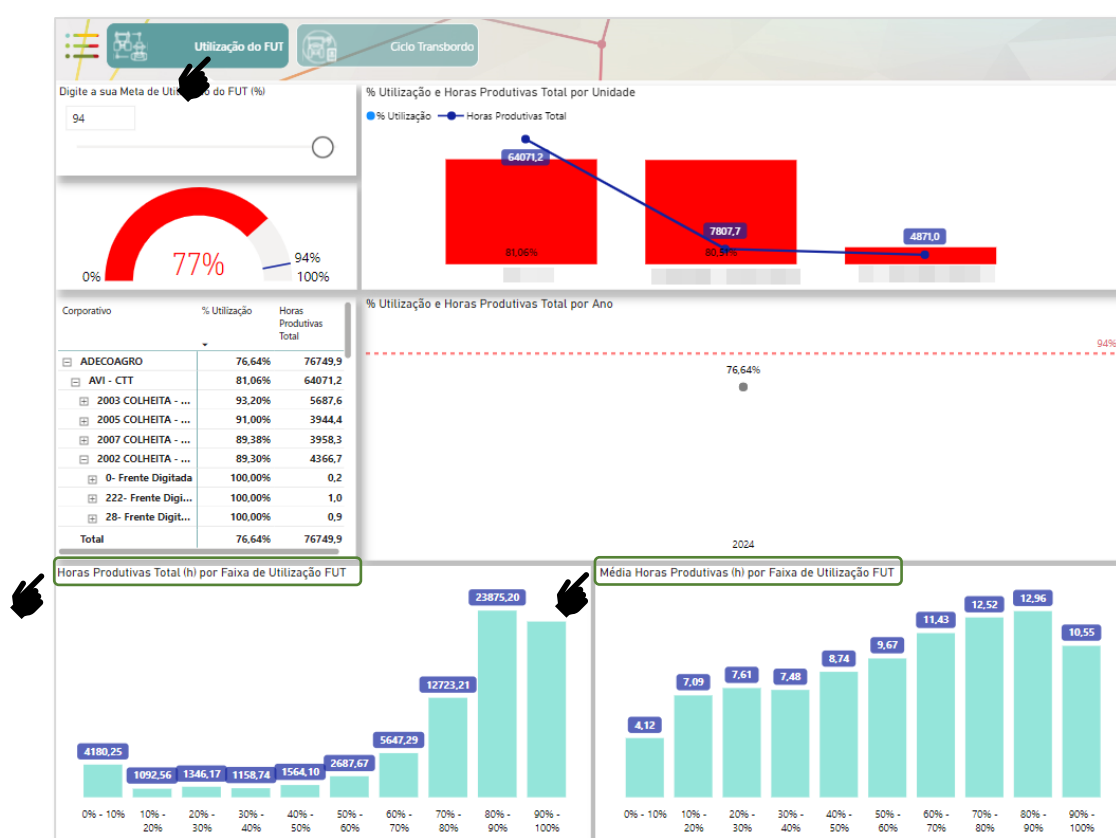 Utilização do FUT
Ciclo Transbordo
Digite a sua Meta de Utilização do FUT (%)
94
77%
0%
94%
100%
% Utilização e Horas Produtivas Total por Unidade
% Utilização
Horas Produtivas Total
64071,2
7807,7
4871,0
81,06%
Corporativo % Utilização Horas
Produtivas
Total
ADECOAGRO 76,64% 76749,9
AVI - CTT 81,06% 64071,2
2003 COLHEITA - ... 93,20% 5687,6
2005 COLHEITA - ... 91,00% 3944,4
2007 COLHEITA - ... 89,38% 3958,3
2002 COLHEITA - ... 89,30% 4366,7
0- Frente Digitada 100,00% 0,2
222- Frente Digi... 100,00% 1,0
28- Frente Digit... 100,00% 0,9
Total 76,64% 76749,9
% Utilização e Horas Produtivas Total por Ano
94%
76,64%
2024
Horas Produtivas Total (h) por Faixa de Utilização FUT
4180,25
1092,56
1346,17
1158,74
1564,10
2687,67
5647,29
12723,21
23875,20
0% - 10%
10% -
20%
20% -
30%
30% -
40%
40% -
50%
50% -
60%
60% -
70%
70% -
80%
80% -
90%
90% -
100%
Média Horas Produtivas (h) por Faixa de Utilização FUT
4,12
7,09
7,61
7,48
8,74
9,67
11,43
12,52
12,96
10,55
0% - 10%
10% -
20%
20% -
30%
30% -
40%
40% -
50%
50% -
60%
60% -
70%
70% -
80%
80% -
90%
90% -
100%